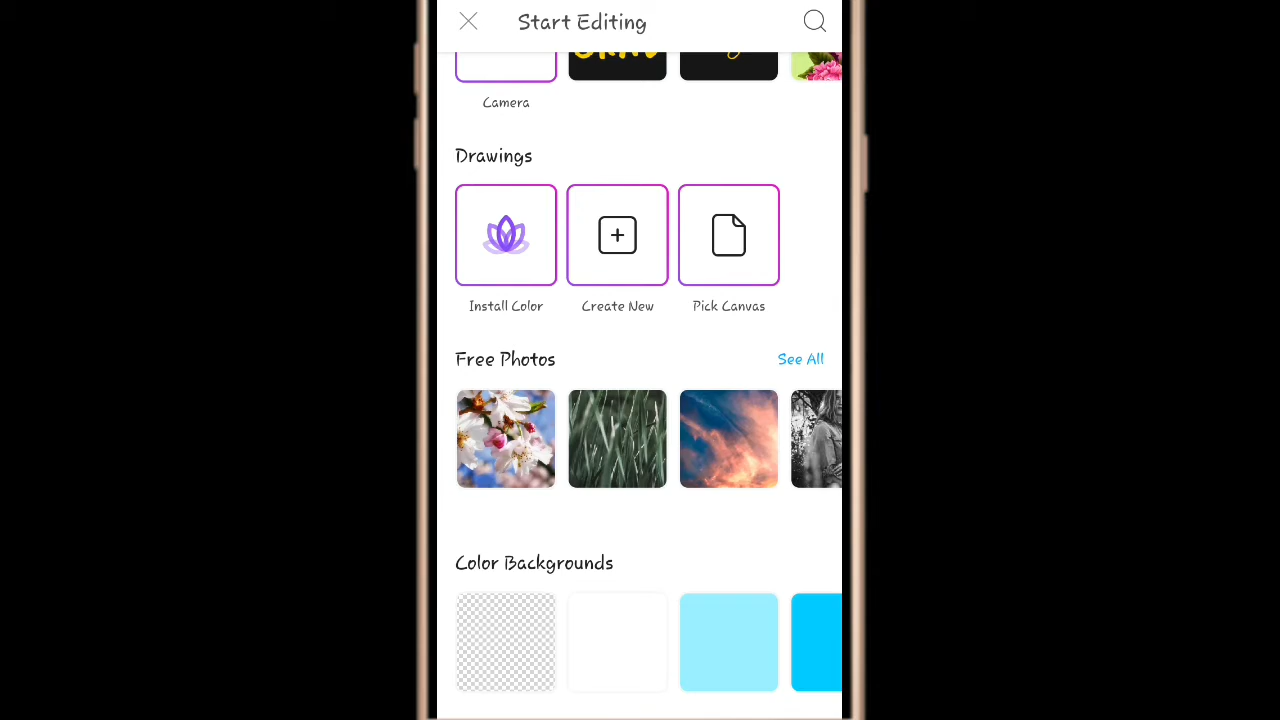 Start Editing
Camera
Drawings
Install Color
Create New
Pick Canvas
Free Photos
See All
Color Backgrounds